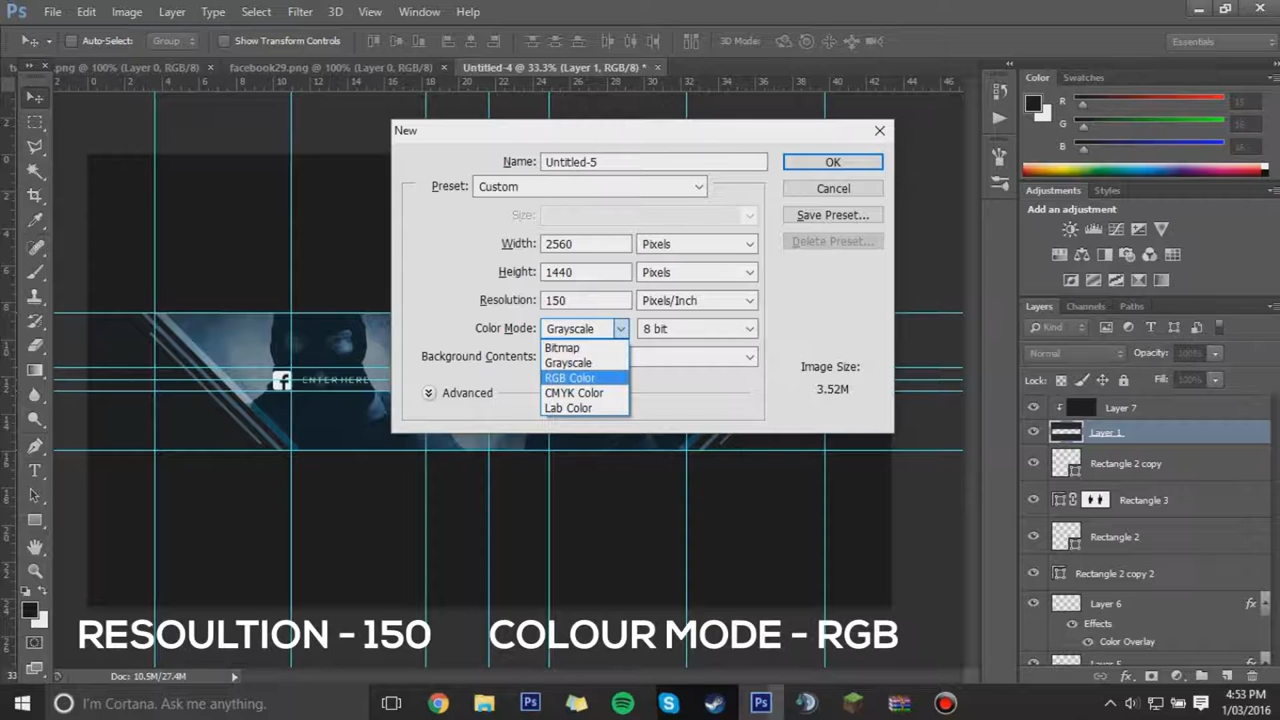 Ps File Edit Image Layer Type Select Filter 3D View Window Help
Auto-Select: Group Show Transform Controls 3D Mode: Essentials
.png @ 100% (Layer 0, RGB/8) × facebook29.png @ 100% (Layer 0, RGB/8) × Untitled-4 @ 33.3% (Layer 1, RGB/8) * ×
New
Name: Untitled-5
OK
Preset: Custom
Cancel
Size:
Save Preset...
Width: 2560 Pixels
Delete Preset...
Height: 1440 Pixels
Resolution: 150 Pixels/Inch
Color Mode: Grayscale 8 bit
Bitmap
Grayscale
RGB Color
CMYK Color
Lab Color
Background Contents:
Advanced
Image Size:
3.52M
ENTER HERE
Color Swatches
R
G
B
Adjustments Styles
Add an adjustment
Layers Channels Paths
Kind
Normal Opacity: 100%
Lock: Fill: 100%
Layer 7
Layer 1
Rectangle 2 copy
Rectangle 3
Rectangle 2
Rectangle 2 copy 2
Layer 6 fx
Effects
Color Overlay
RESOULTION - 150 COLOUR MODE - RGB
Doc: 10.5M/27.4M
I'm Cortana. Ask me anything.
4:53 PM
1/03/2016